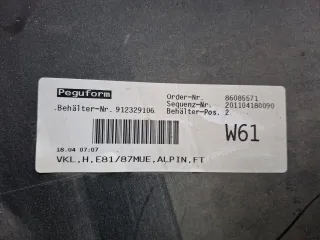 Peguform
Order-Nr. 86085571
Sequenz-Nr. 201104180090
Behälter-Nr. 912329106 Behälter-Pos. 2
W61
18.04 07:07
VKL,H,E81/87MUE,ALPIN,FT